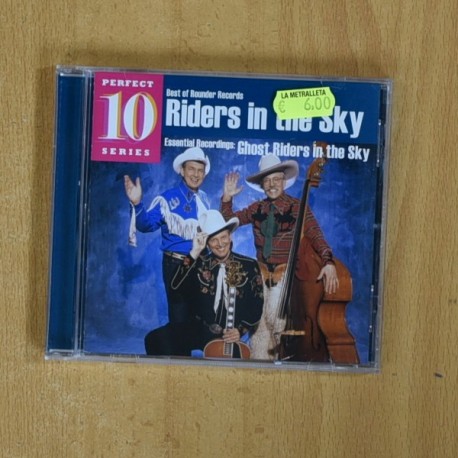 PERFECT
10
SERIES
Best of Rounder Records
LA METRALLETA
€ 6,00
Riders in the Sky
Essential Recordings: Ghost Riders in the Sky